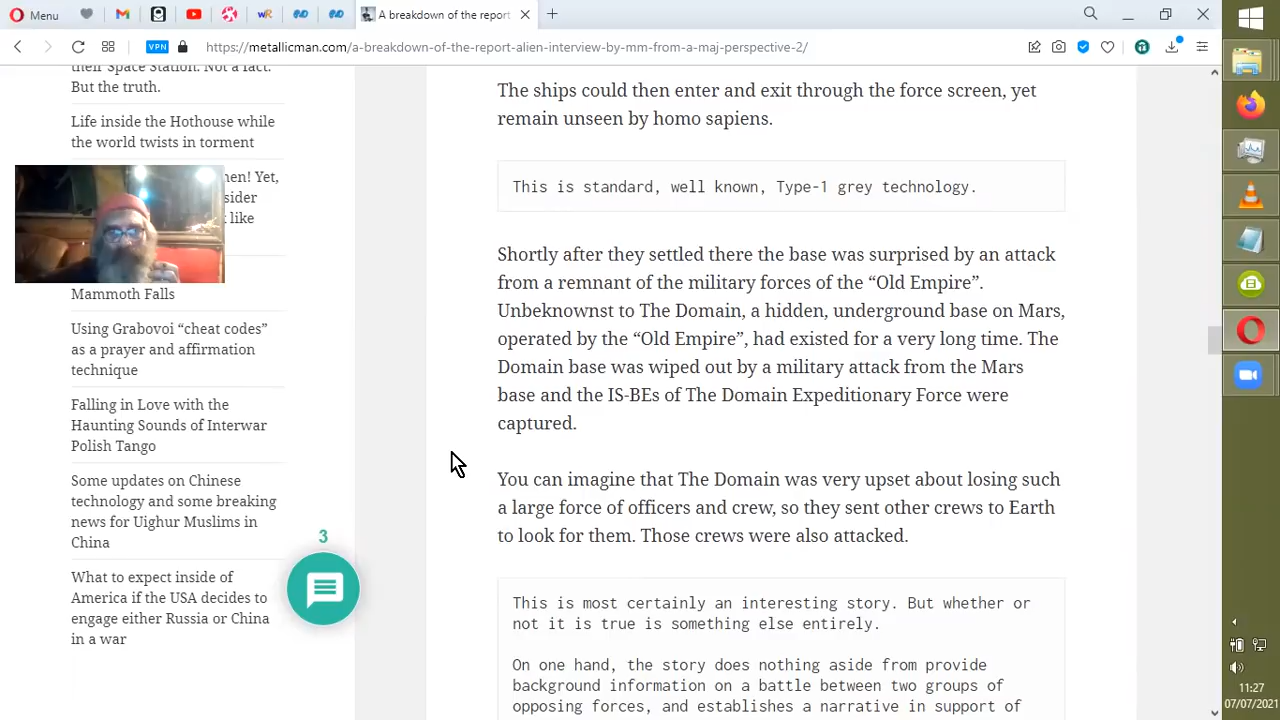 Menu
A breakdown of the report
VPN
https://metallicman.com/a-breakdown-of-the-report-alien-interview-by-mm-from-a-maj-perspective-2/
their Space Station. Not a fact.
But the truth.
Life inside the Hothouse while
the world twists in torment
men! Yet,
sider
like
Mammoth Falls
Using Grabovoi “cheat codes”
as a prayer and affirmation
technique
Falling in Love with the
Haunting Sounds of Interwar
Polish Tango
Some updates on Chinese
technology and some breaking
news for Uighur Muslims in
China
What to expect inside of
America if the USA decides to
engage either Russia or China
in a war
3
The ships could then enter and exit through the force screen, yet
remain unseen by homo sapiens.
This is standard, well known, Type-1 grey technology.
Shortly after they settled there the base was surprised by an attack
from a remnant of the military forces of the “Old Empire”.
Unbeknownst to The Domain, a hidden, underground base on Mars,
operated by the “Old Empire”, had existed for a very long time. The
Domain base was wiped out by a military attack from the Mars
base and the IS-BEs of The Domain Expeditionary Force were
captured.
You can imagine that The Domain was very upset about losing such
a large force of officers and crew, so they sent other crews to Earth
to look for them. Those crews were also attacked.
This is most certainly an interesting story. But whether or
not it is true is something else entirely.
On one hand, the story does nothing aside from provide
background information on a battle between two groups of
opposing forces, and establishes a narrative in support of
11:27
07/07/2021